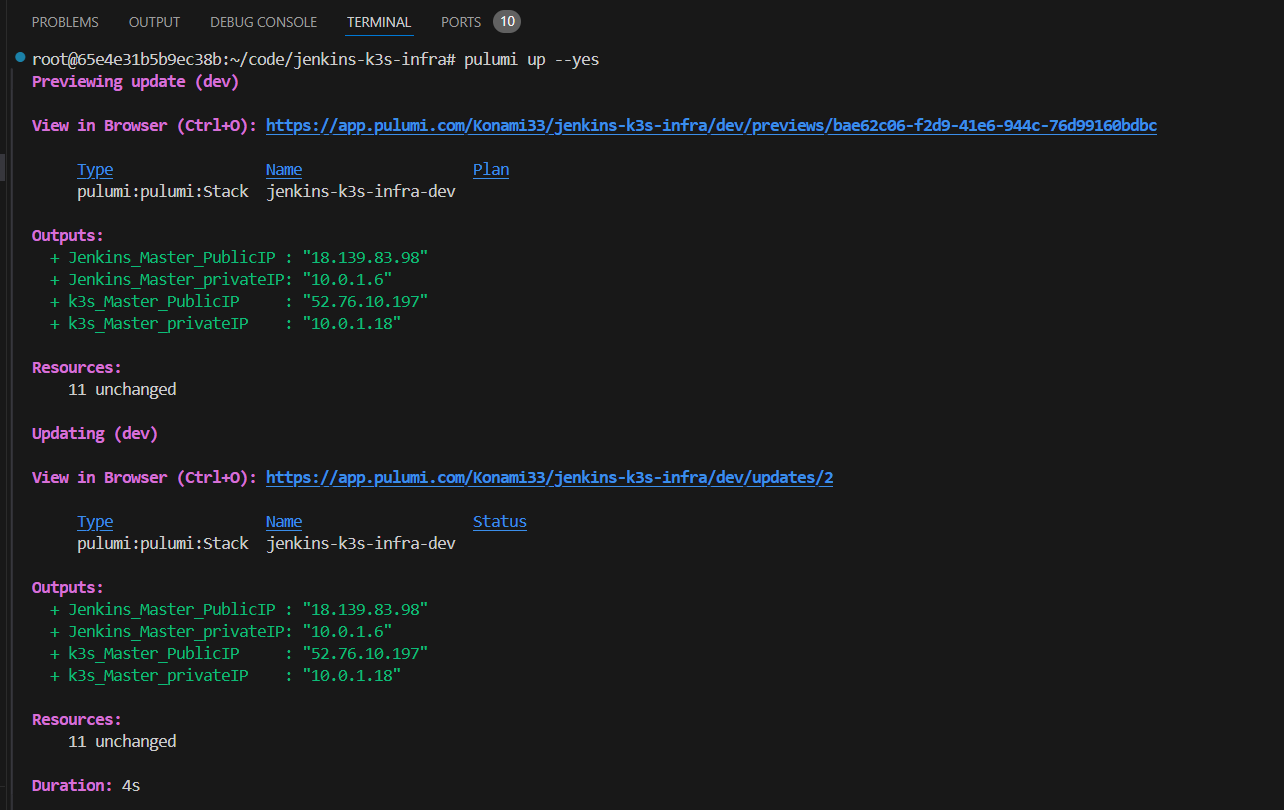 PROBLEMS OUTPUT DEBUG CONSOLE TERMINAL PORTS 10
root@65e4e31b5b9ec38b:~/code/jenkins-k3s-infra# pulumi up --yes
Previewing update (dev)
View in Browser (Ctrl+O): https://app.pulumi.com/Konami33/jenkins-k3s-infra/dev/previews/bae62c06-f2d9-41e6-944c-76d99160bdbc
Type Name Plan
pulumi:pulumi:Stack jenkins-k3s-infra-dev
Outputs:
+ Jenkins_Master_PublicIP : "18.139.83.98"
+ Jenkins_Master_privateIP: "10.0.1.6"
+ k3s_Master_PublicIP : "52.76.10.197"
+ k3s_Master_privateIP : "10.0.1.18"
Resources:
11 unchanged
Updating (dev)
View in Browser (Ctrl+O): https://app.pulumi.com/Konami33/jenkins-k3s-infra/dev/updates/2
Type Name Status
pulumi:pulumi:Stack jenkins-k3s-infra-dev
Outputs:
+ Jenkins_Master_PublicIP : "18.139.83.98"
+ Jenkins_Master_privateIP: "10.0.1.6"
+ k3s_Master_PublicIP : "52.76.10.197"
+ k3s_Master_privateIP : "10.0.1.18"
Resources:
11 unchanged
Duration: 4s